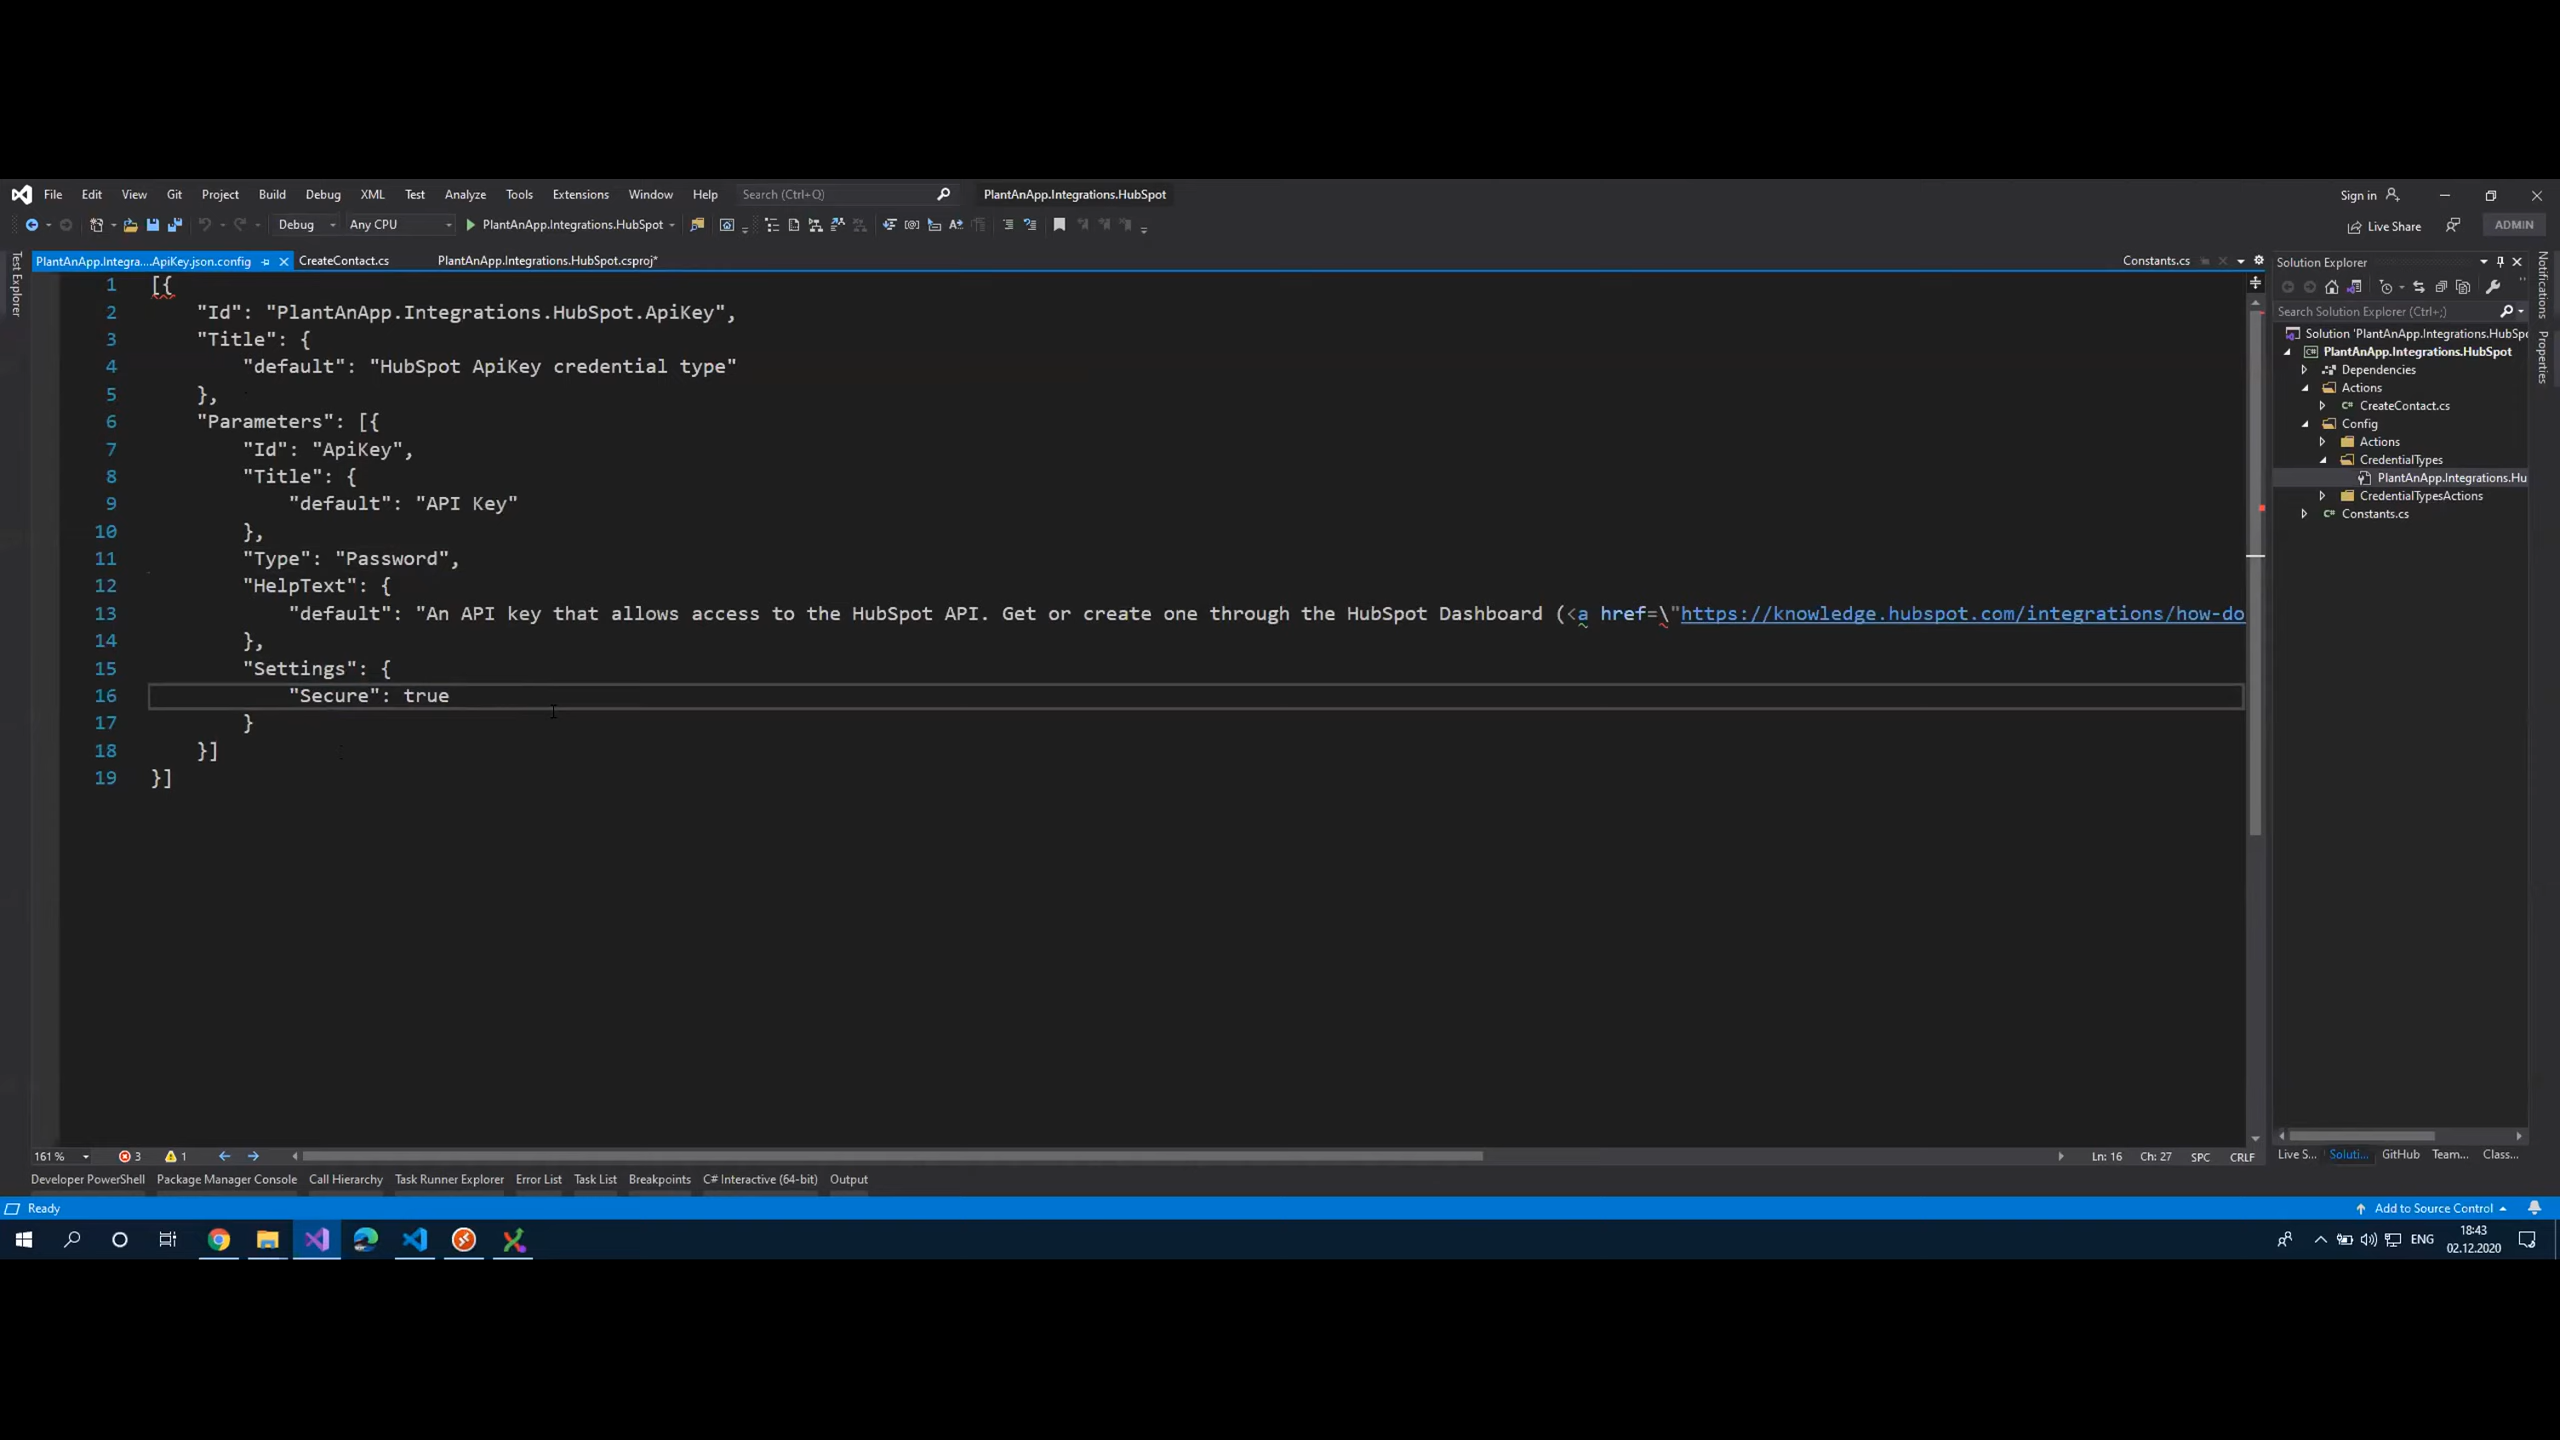 File Edit View Git Project Build Debug XML Test Analyze Tools Extensions Window Help Search (Ctrl+Q) PlantAnApp.Integrations.HubSpot Sign in
Debug Any CPU PlantAnApp.Integrations.HubSpot Live Share ADMIN
PlantAnApp.Integra....ApiKey.json.config CreateContact.cs PlantAnApp.Integrations.HubSpot.csproj* Constants.cs
Test Explorer
1 [{
2 "Id": "PlantAnApp.Integrations.HubSpot.ApiKey",
3 "Title": {
4 "default": "HubSpot ApiKey credential type"
5 },
6 "Parameters": [{
7 "Id": "ApiKey",
8 "Title": {
9 "default": "API Key"
10 },
11 "Type": "Password",
12 "HelpText": {
13 "default": "An API key that allows access to the HubSpot API. Get or create one through the HubSpot Dashboard (<a href=\"https://knowledge.hubspot.com/integrations/how-do
14 },
15 "Settings": {
16 "Secure": true
17 }
18 }]
19 }]
Solution Explorer
Search Solution Explorer (Ctrl+;)
Solution 'PlantAnApp.Integrations.HubSpo
PlantAnApp.Integrations.HubSpot
Dependencies
Actions
CreateContact.cs
Config
Actions
CredentialTypes
PlantAnApp.Integrations.Hu
CredentialTypesActions
Constants.cs
Notifications
Properties
161 % 3 1 Ln: 16 Ch: 27 SPC CRLF
Live S... Soluti... GitHub Team... Class...
Developer PowerShell Package Manager Console Call Hierarchy Task Runner Explorer Error List Task List Breakpoints C# Interactive (64-bit) Output
Ready Add to Source Control
ENG 18:43
02.12.2020